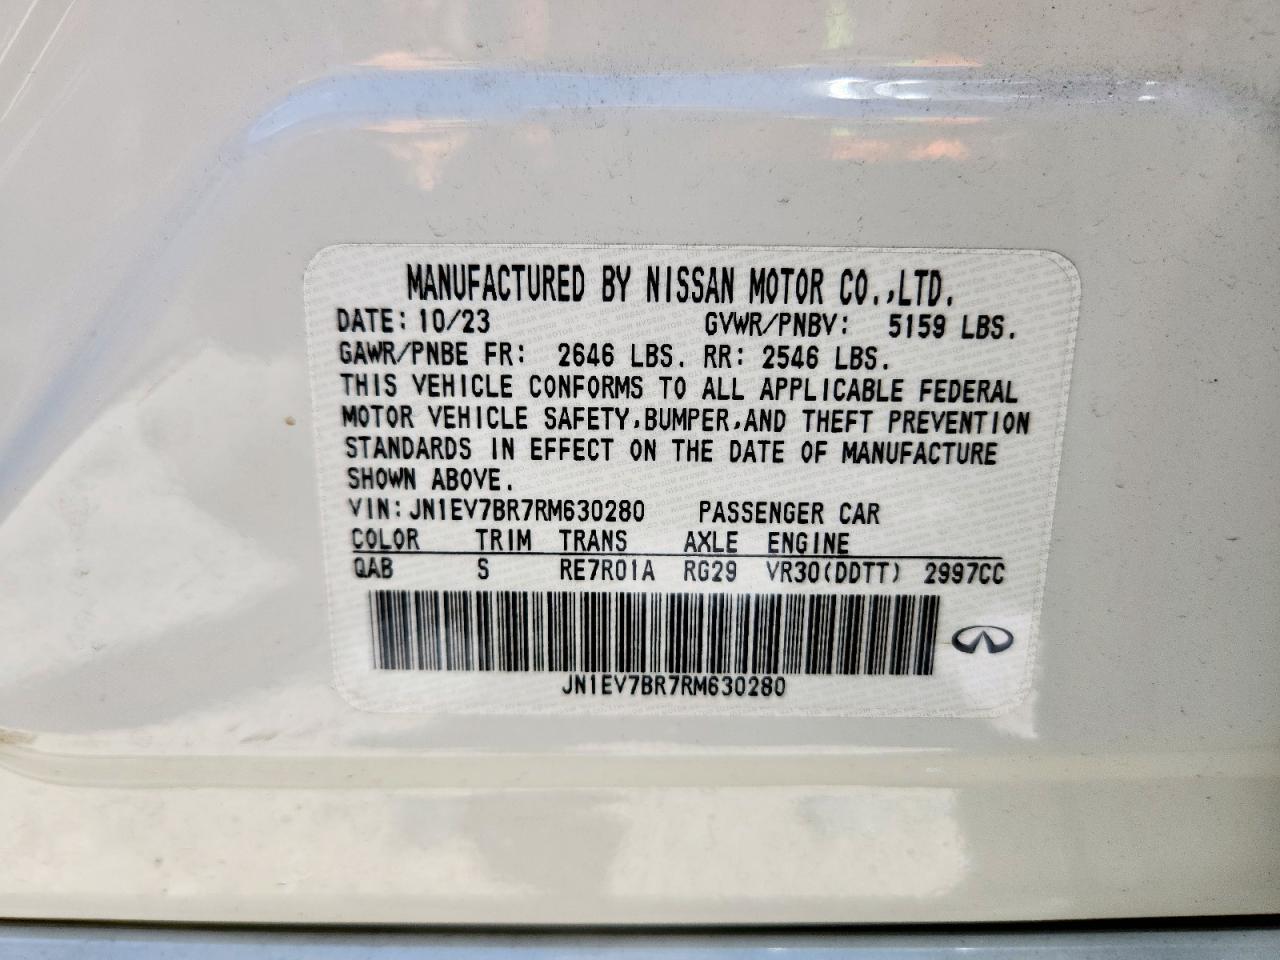 MANUFACTURED BY NISSAN MOTOR CO.,LTD.
DATE: 10/23 GVWR/PNBV: 5159 LBS.
GAWR/PNBE FR: 2646 LBS. RR: 2546 LBS.
THIS VEHICLE CONFORMS TO ALL APPLICABLE FEDERAL
MOTOR VEHICLE SAFETY,BUMPER,AND THEFT PREVENTION
STANDARDS IN EFFECT ON THE DATE OF MANUFACTURE
SHOWN ABOVE.
VIN: JN1EV7BR7RM630280 PASSENGER CAR
COLOR TRIM TRANS AXLE ENGINE
QAB S RE7R01A RG29 VR30(DDTT) 2997CC
JN1EV7BR7RM630280